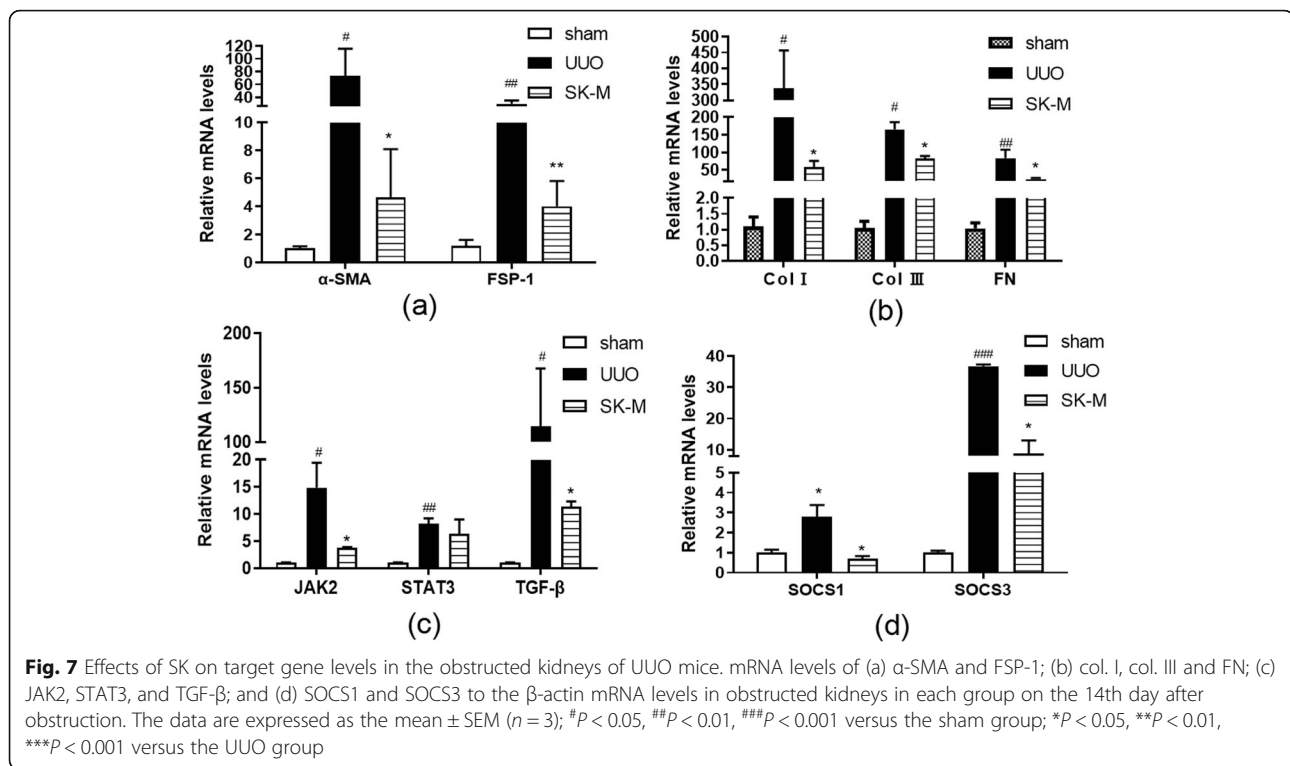 Relative mRNA levels
120
100
80
60
40
10
8
6
4
2
0
#
*
##
**
sham
UUO
SK-M
α-SMA FSP-1
(a)
Relative mRNA levels
500
450
400
350
300
250
200
150
100
50
2.0
1.5
1.0
0.5
0.0
#
*
#
*
##
*
sham
UUO
SK-M
Col I Col III FN
(b)
Relative mRNA levels
200
150
100
20
15
10
5
0
#
*
##
#
*
sham
UUO
SK-M
JAK2 STAT3 TGF-β
(c)
Relative mRNA levels
40
30
20
10
5
4
3
2
1
0
*
*
###
*
sham
UUO
SK-M
SOCS1 SOCS3
(d)
Fig. 7 Effects of SK on target gene levels in the obstructed kidneys of UUO mice. mRNA levels of (a) α-SMA and FSP-1; (b) col. I, col. III and FN; (c)
JAK2, STAT3, and TGF-β; and (d) SOCS1 and SOCS3 to the β-actin mRNA levels in obstructed kidneys in each group on the 14th day after
obstruction. The data are expressed as the mean ± SEM (n = 3); #P < 0.05, ##P < 0.01, ###P < 0.001 versus the sham group; *P < 0.05, **P < 0.01,
***P < 0.001 versus the UUO group